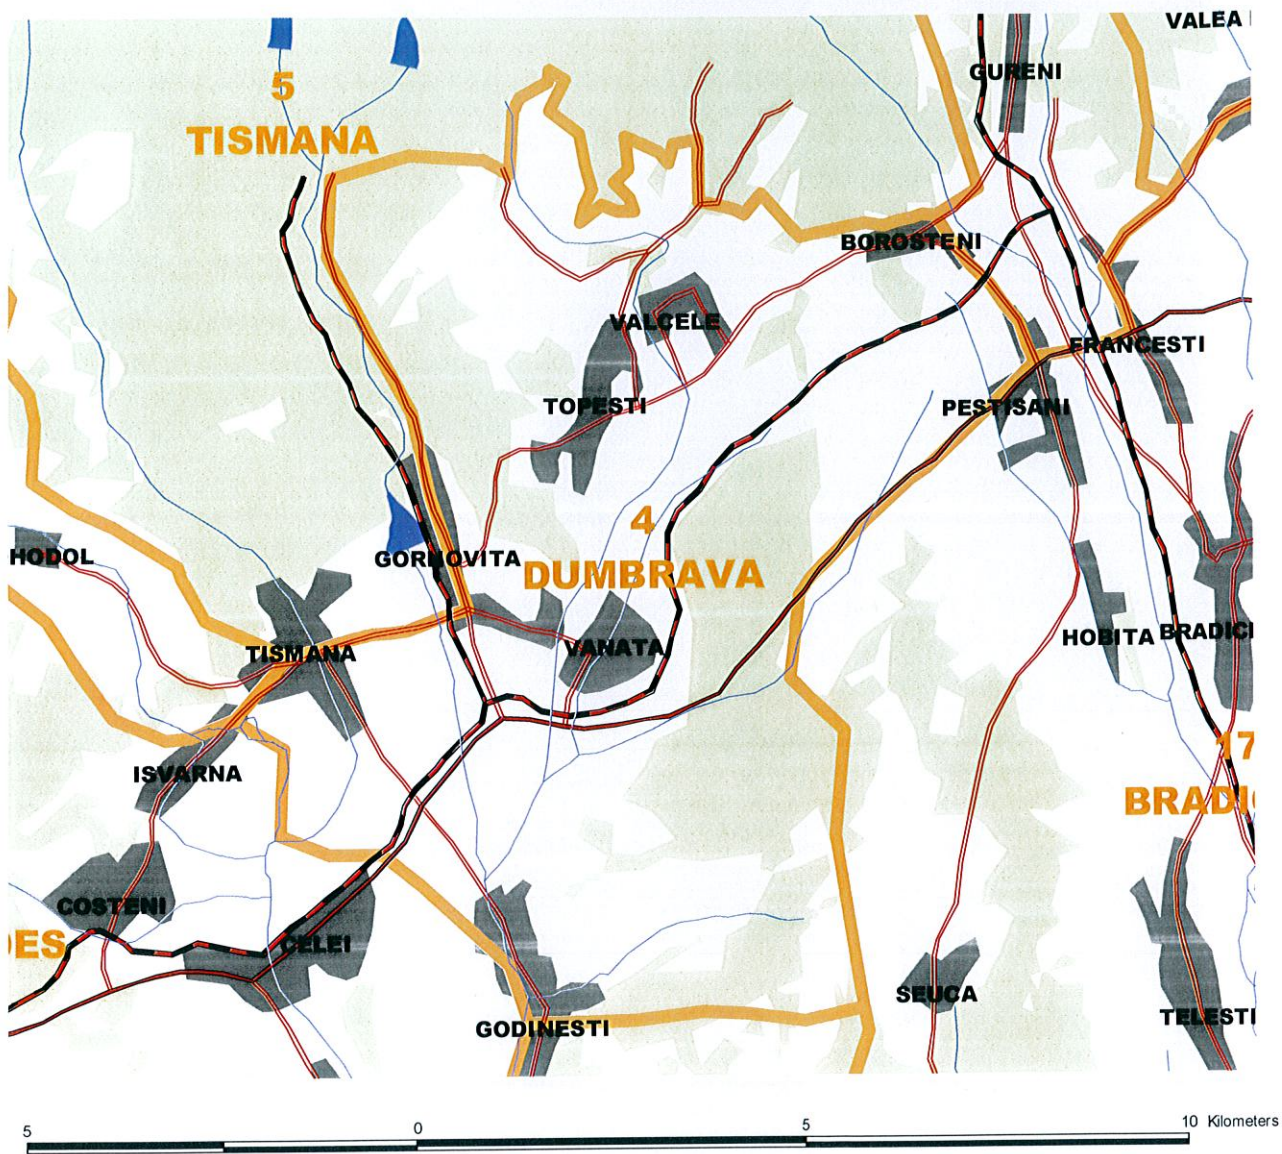 VALEA
GURENI
5
TISMANA
BOROSTENI
VALCELE
FRANCESTI
TOPESTI
PESTISANI
4
DUMBRAVA
HODOL
GORNOVITA
TISMANA
VANATA
HOBITA
BRADICI
17
BRADI
ISVARNA
COSTENI
DES
CELEI
SEUCA
GODINESTI
TELESTI
5 0 5 10 Kilometers